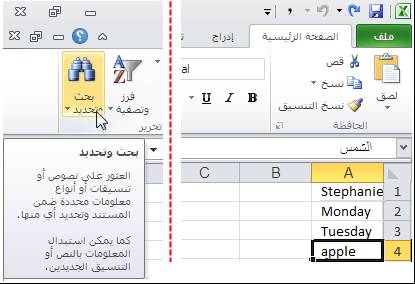 ملف
الصفحة الرئيسية
إدراج
قص
نسخ
نسخ التنسيق
لصق
الحافظة
al
U I B
الشمس
C B A
Stephanie 1
Monday 2
Tuesday 3
apple 4
فرز
وتصفية
بحث
وتحديد
تحرير
بحث وتحديد
العثور على نصوص أو
تنسيقات أو أنواع
معلومات محددة ضمن
المستند وتحديد أي منها.
كما يمكن استبدال
المعلومات بالنص أو
التنسيق الجديدين.